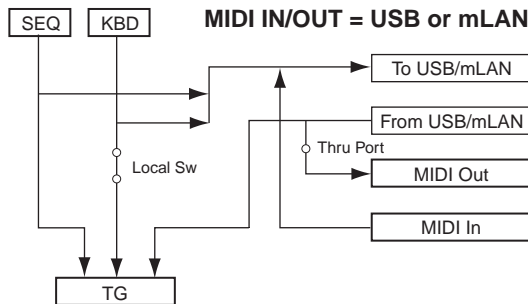 SEQ KBD MIDI IN/OUT = USB or mLAN
To USB/mLAN
From USB/mLAN
Thru Port
Local Sw
MIDI Out
MIDI In
TG